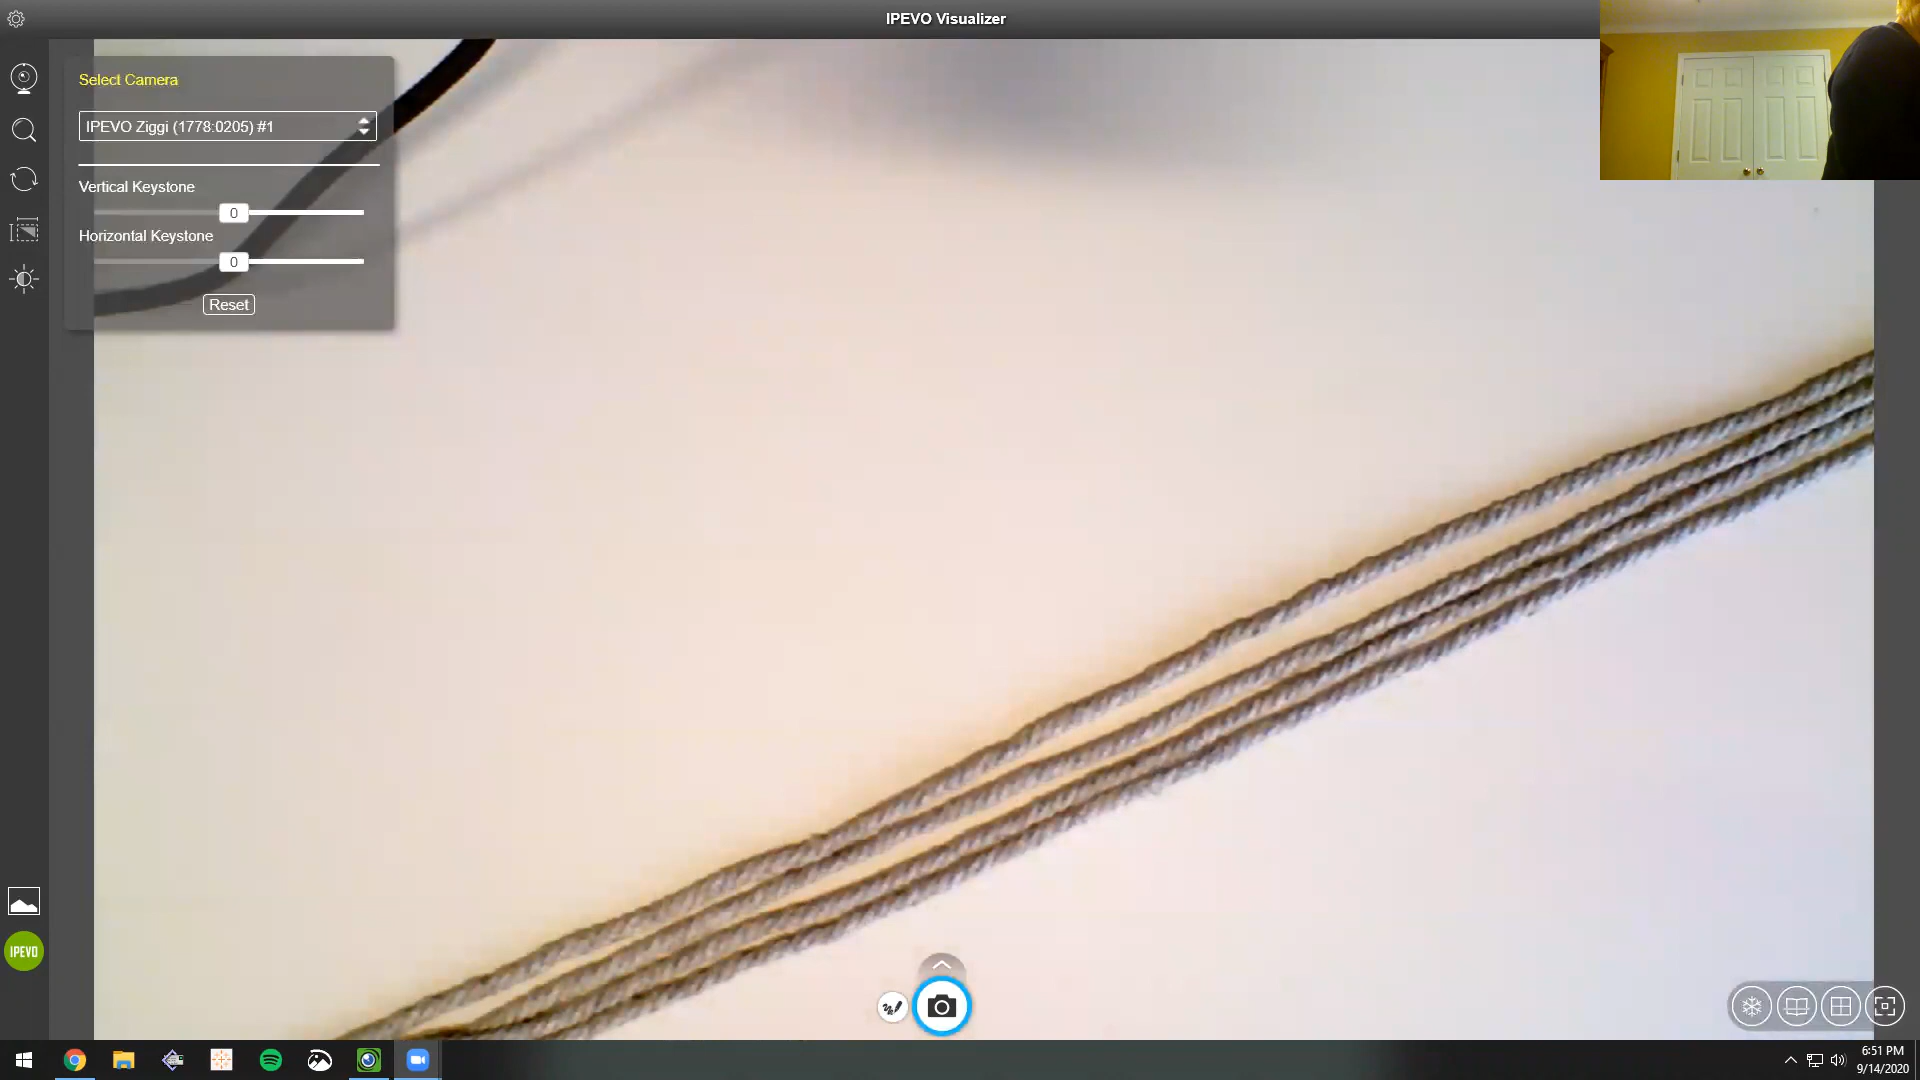 IPEVO Visualizer
Select Camera
IPEVO Ziggi (1778:0205) #1
Vertical Keystone
0
Horizontal Keystone
0
Reset
IPEVO
6:51 PM
9/14/2020